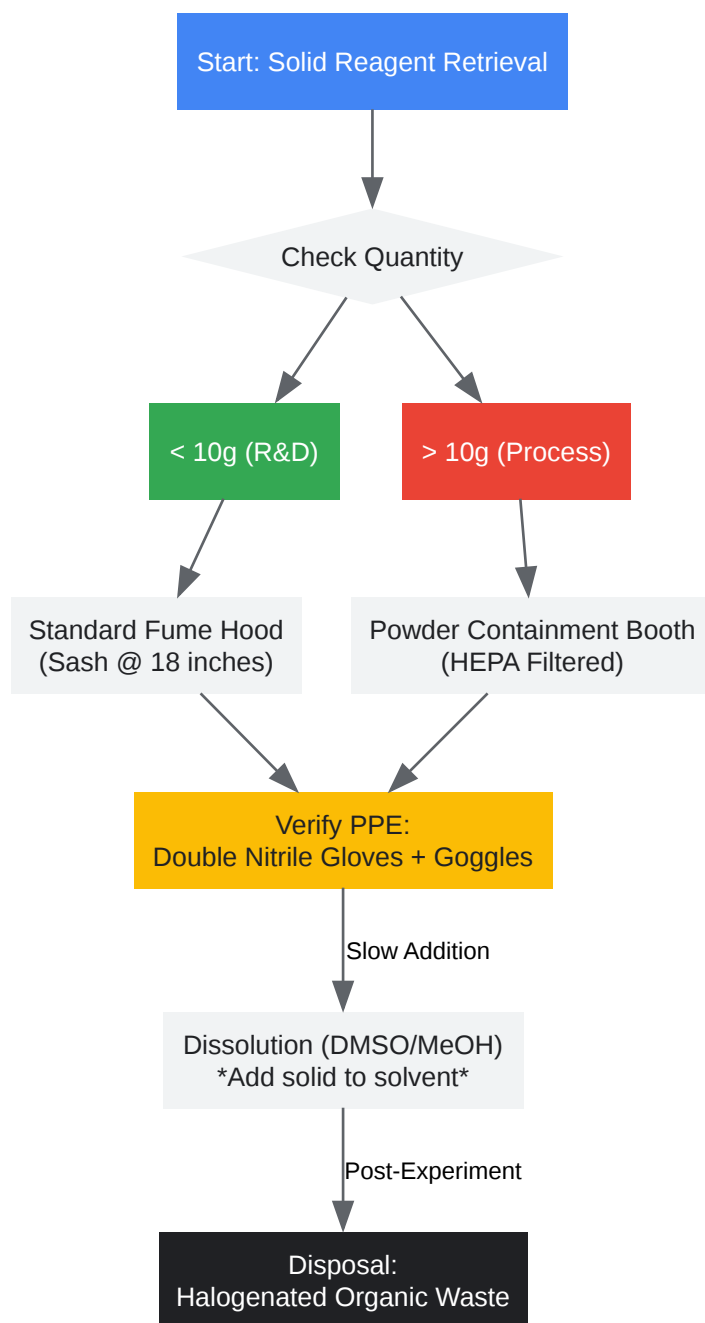 Start: Solid Reagent Retrieval
Check Quantity
< 10g (R&D)
> 10g (Process)
Standard Fume Hood
(Sash @ 18 inches)
Powder Containment Booth
(HEPA Filtered)
Verify PPE:
Double Nitrile Gloves + Goggles
Slow Addition
Dissolution (DMSO/MeOH)
*Add solid to solvent*
Post-Experiment
Disposal:
Halogenated Organic Waste